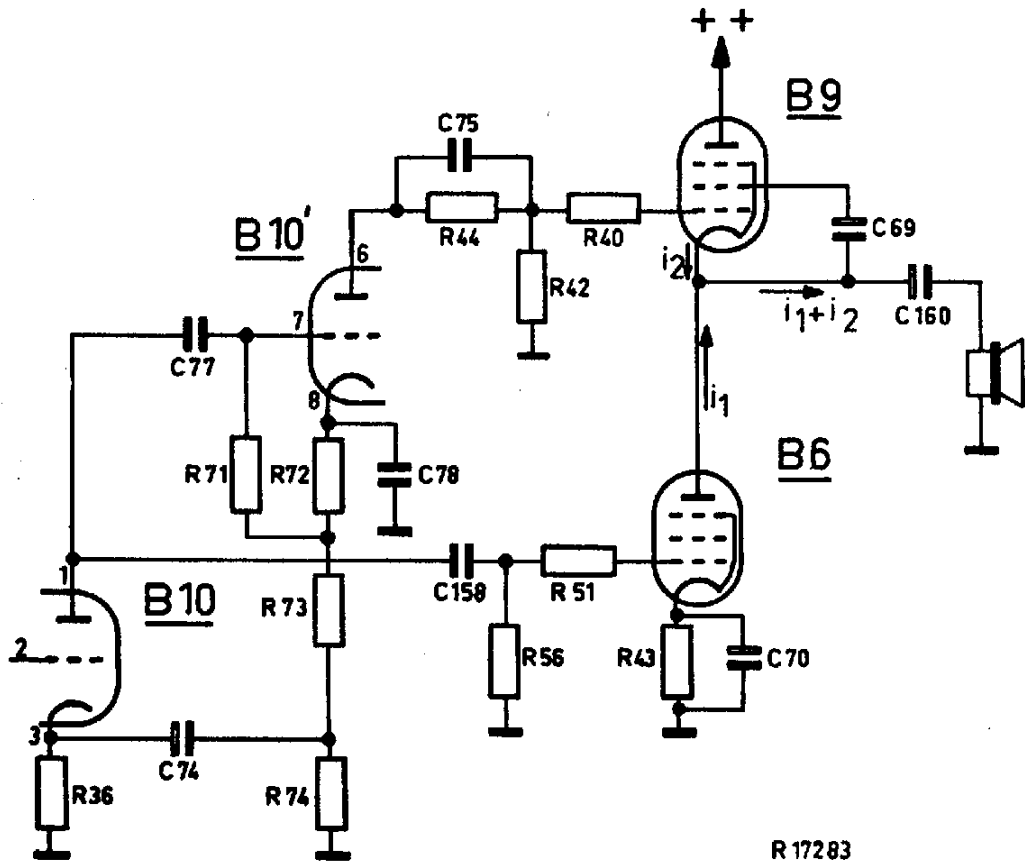 + +
B9
C75
R44
R40
C69
B10'
6
i2
R42
i1+i2
C160
7
C77
8
i1
R71
R72
C78
B6
1
B10
C158
R51
R73
2
R56
R43
C70
3
C74
R36
R74
R17283